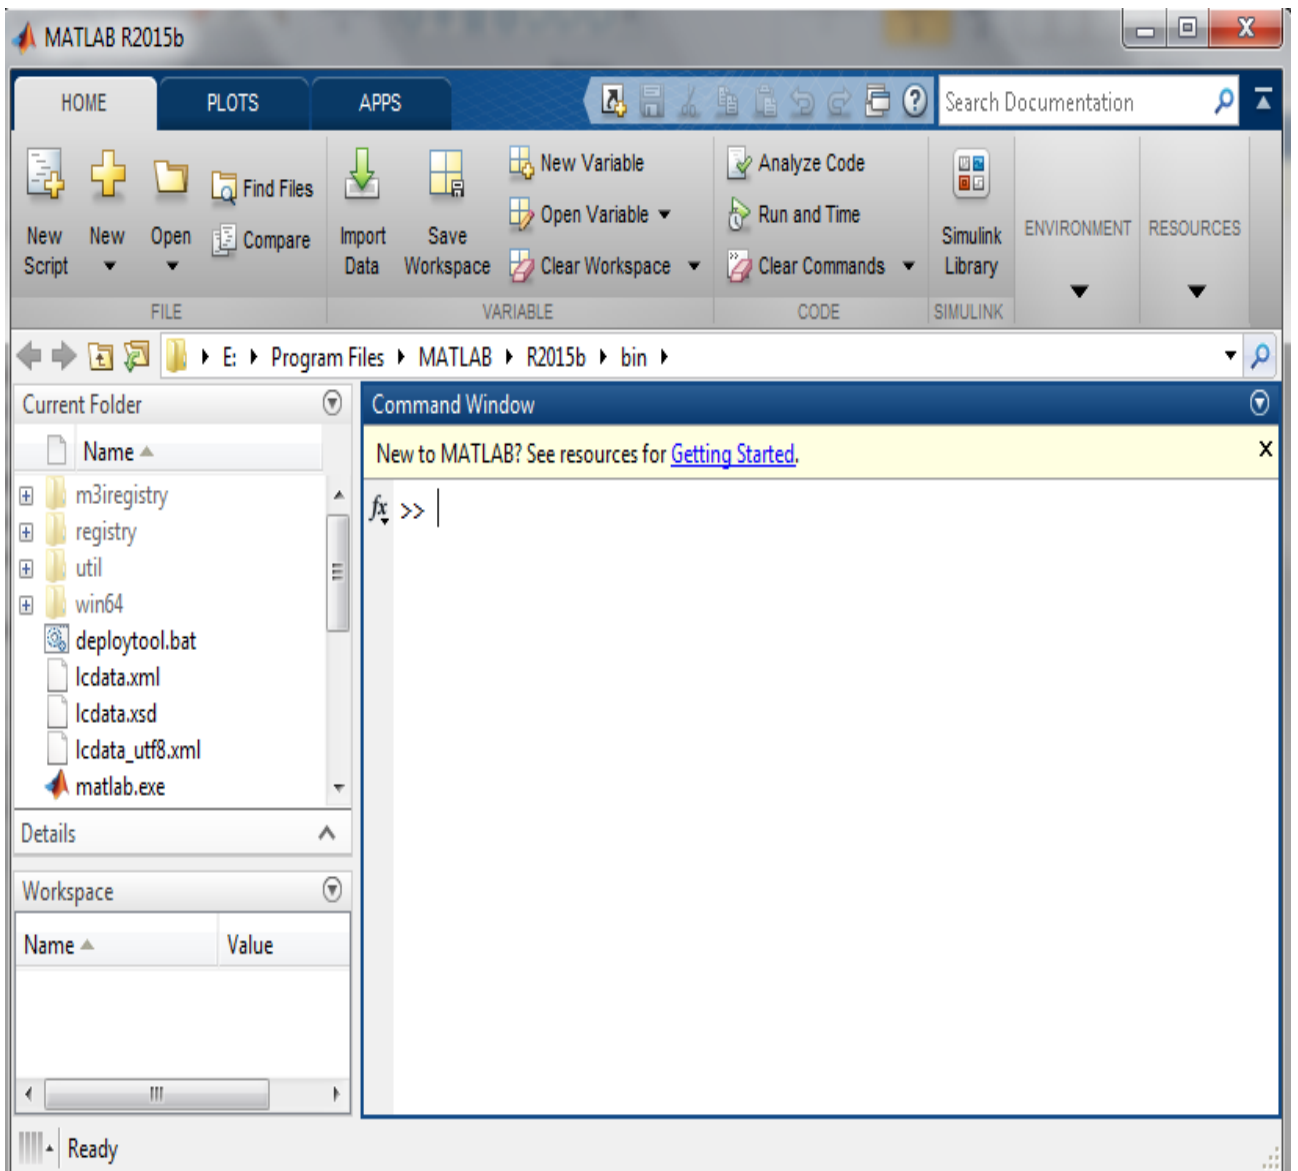 MATLAB R2015b
HOME PLOTS APPS Search Documentation
New Script
New
Open
Find Files
Compare
FILE
Import Data
Save Workspace
New Variable
Open Variable
Clear Workspace
VARIABLE
Analyze Code
Run and Time
Clear Commands
CODE
Simulink Library
SIMULINK
ENVIRONMENT
RESOURCES
E: Program Files MATLAB R2015b bin
Current Folder
Name
m3iregistry
registry
util
win64
deploytool.bat
lcdata.xml
lcdata.xsd
lcdata_utf8.xml
matlab.exe
Details
Workspace
Name Value
Command Window
New to MATLAB? See resources for Getting Started.
fx >>
Ready